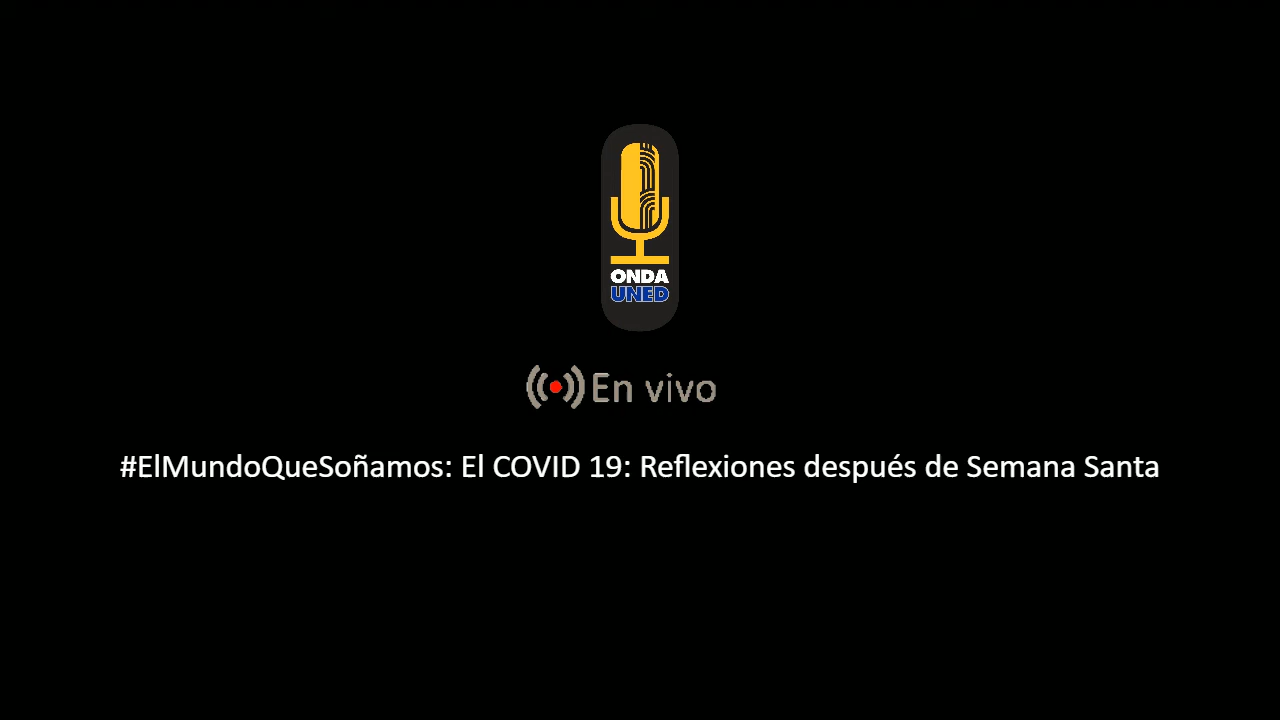 ONDA
UNED
En vivo
#ElMundoQueSoñamos: El COVID 19: Reflexiones después de Semana Santa